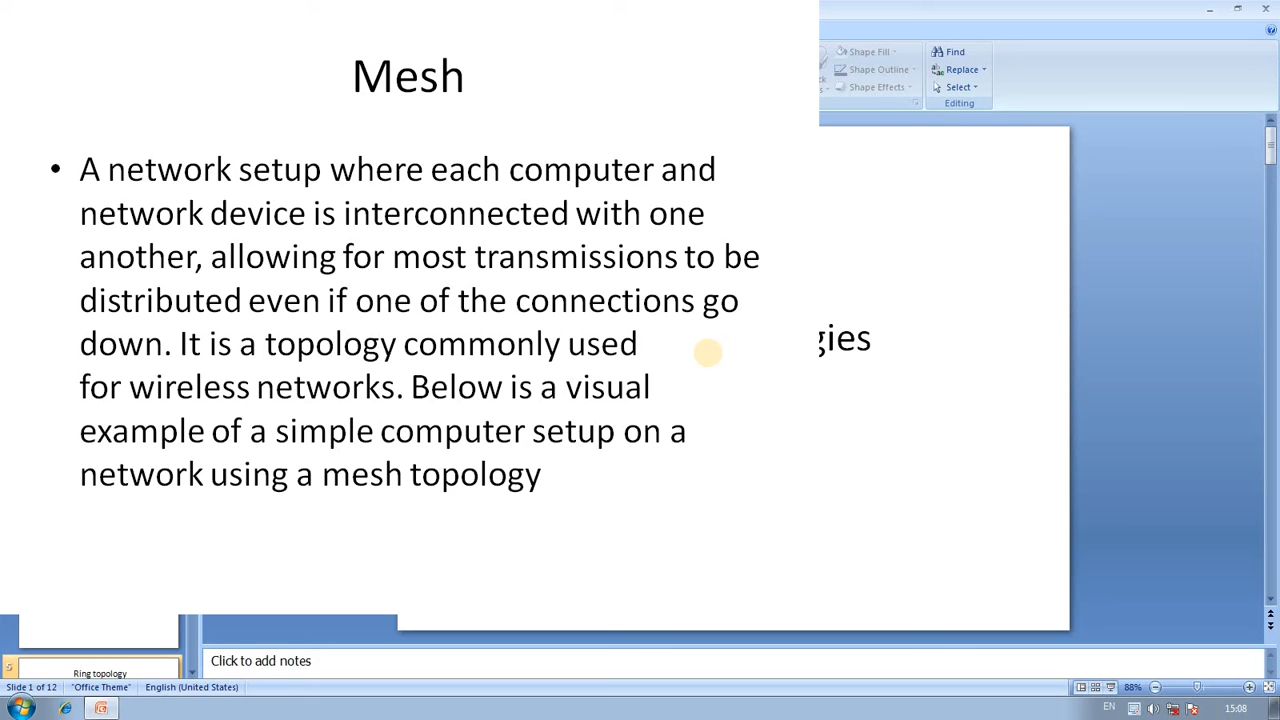 Mesh
• A network setup where each computer and
network device is interconnected with one
another, allowing for most transmissions to be
distributed even if one of the connections go
down. It is a topology commonly used
for wireless networks. Below is a visual
example of a simple computer setup on a
network using a mesh topology
Shape Fill
Shape Outline
Shape Effects
Find
Replace
Select
Editing
gies
5
Ring topology
Click to add notes
Slide 1 of 12
"Office Theme"
English (United States)
88%
EN
15:08